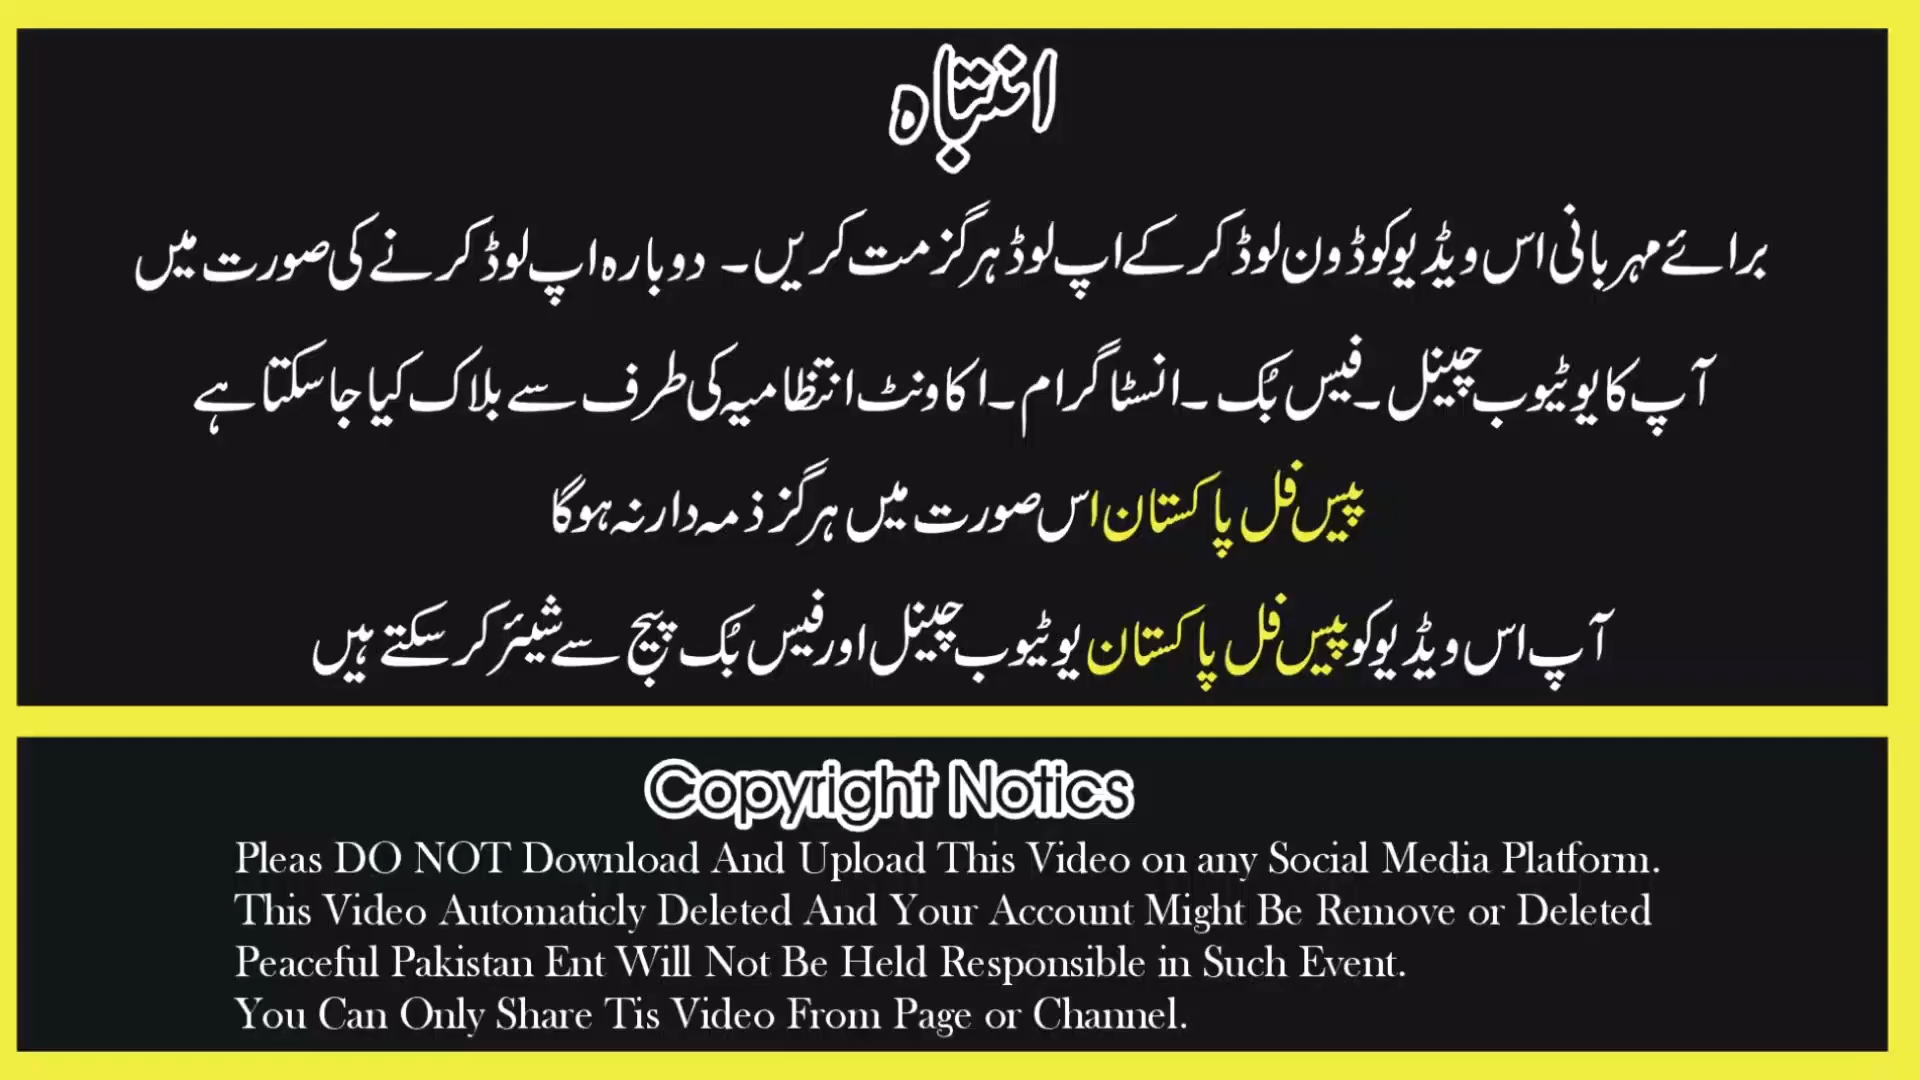 انتباہ
برائے مہربانی اس ویڈیو کو ڈون لوڈ کر کے اپ لوڈ ہرگز مت کریں۔ دوبارہ اپ لوڈ کرنے کی صورت میں
آپ کا یوٹیوب چینل۔ فیس بُک۔ انسٹاگرام۔ اکاونٹ انتظامیہ کی طرف سے بلاک کیا جا سکتا ہے
پیس فل پاکستان اس صورت میں ہرگز ذمہ دار نہ ہوگا
آپ اس ویڈیو کو پیس فل پاکستان یوٹیوب چینل اور فیس بُک پیج سے شیئر کر سکتے ہیں
Copyright Notics
Pleas DO NOT Download And Upload This Video on any Social Media Platform.
This Video Automaticly Deleted And Your Account Might Be Remove or Deleted
Peaceful Pakistan Ent Will Not Be Held Responsible in Such Event.
You Can Only Share Tis Video From Page or Channel.